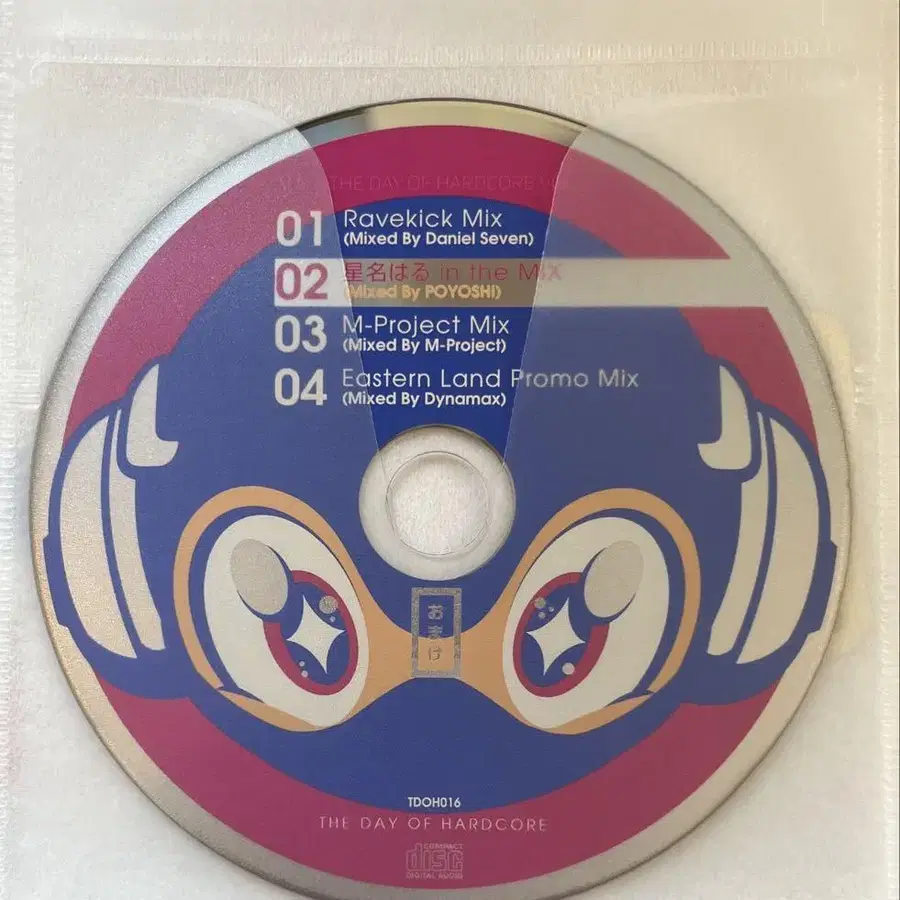 THE DAY OF HARDCORE
01 Ravekick Mix
(Mixed By Daniel Seven)
02 星名はる in the Mix
(Mixed By POYOSHI)
03 M-Project Mix
(Mixed By M-Project)
04 Eastern Land Promo Mix
(Mixed By Dynamax)
おまけ
TDOH016
THE DAY OF HARDCORE
COMPACT
disc
DIGITAL AUDIO